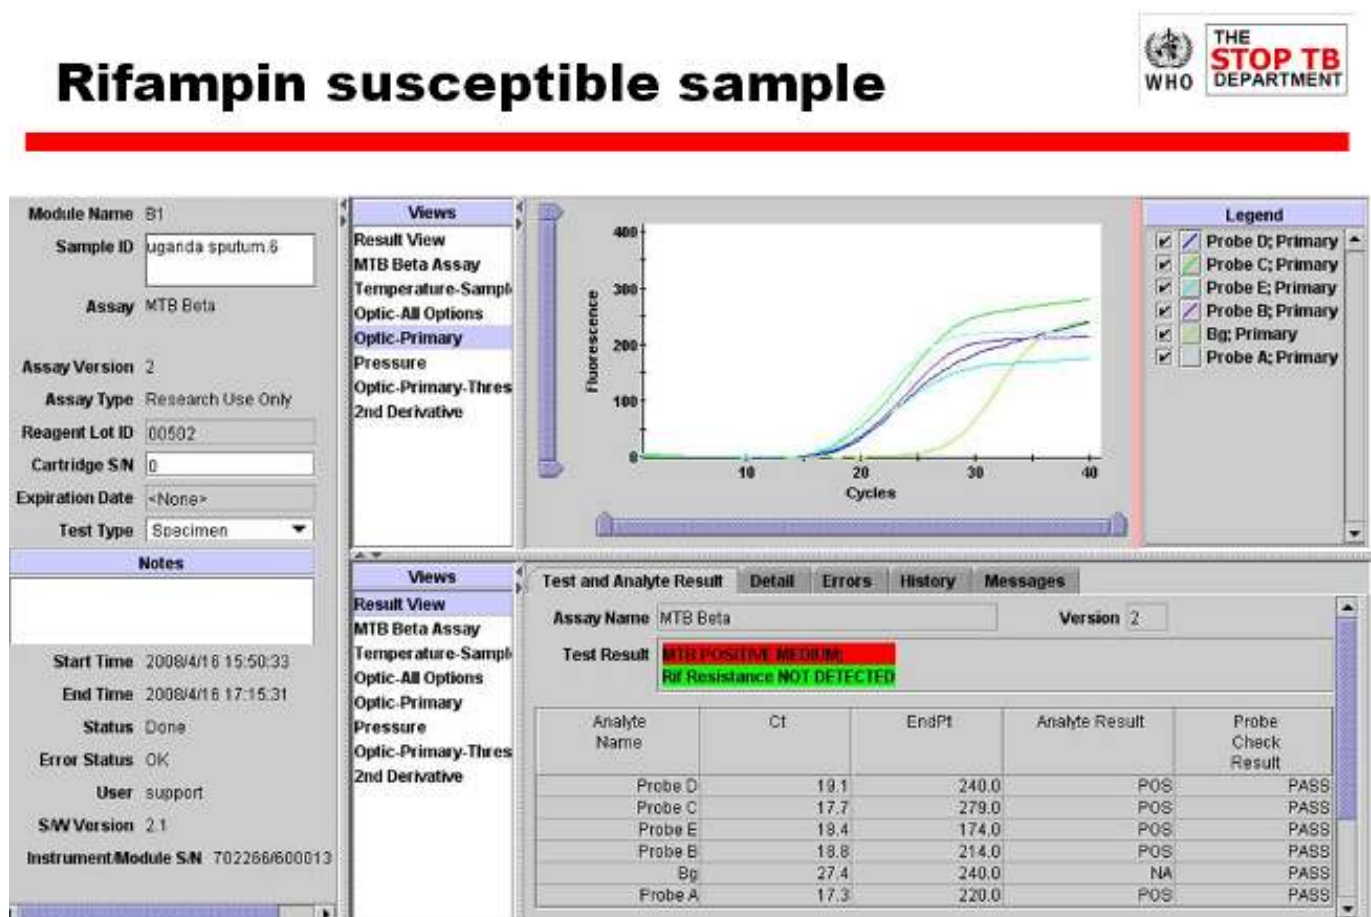 Rifampin susceptible sample
WHO
THE
STOP TB
DEPARTMENT
Module Name B1
Sample ID uganda sputum.6
Assay MTB Beta
Assay Version 2
Assay Type Research Use Only
Reagent Lot ID 00502
Cartridge S/N 0
Expiration Date <None>
Test Type Specimen
Notes
Start Time 2008/4/16 15:50:33
End Time 2008/4/16 17:15:31
Status Done
Error Status OK
User support
S/W Version 2.1
Instrument/Module S/N 702266/600013
Views
Result View
MTB Beta Assay
Temperature-Sampl
Optic-All Options
Optic-Primary
Pressure
Optic-Primary-Thres
2nd Derivative
Fluorescence
400
300
200
100
0
10 20 30 40
Cycles
Legend
Probe D; Primary
Probe C; Primary
Probe E; Primary
Probe B; Primary
Bg; Primary
Probe A; Primary
Views
Result View
MTB Beta Assay
Temperature-Sampl
Optic-All Options
Optic-Primary
Pressure
Optic-Primary-Thres
2nd Derivative
Test and Analyte Result Detail Errors History Messages
Assay Name MTB Beta Version 2
Test Result MTB POSITIVE MEDIUM;
Rif Resistance NOT DETECTED
Analyte Name Ct EndPt Analyte Result Probe Check Result
Probe D 19.1 240.0 POS PASS
Probe C 17.7 279.0 POS PASS
Probe E 18.4 174.0 POS PASS
Probe B 18.8 214.0 POS PASS
Bg 27.4 240.0 NA PASS
Probe A 17.3 220.0 POS PASS